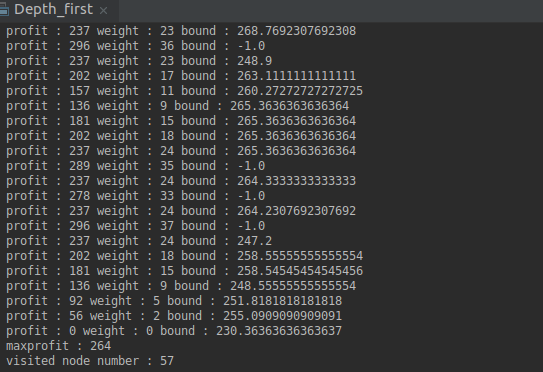 Depth_first
profit : 237 weight : 23 bound : 268.7692307692308
profit : 296 weight : 36 bound : -1.0
profit : 237 weight : 23 bound : 248.9
profit : 202 weight : 17 bound : 263.1111111111111
profit : 157 weight : 11 bound : 260.27272727272725
profit : 136 weight : 9 bound : 265.3636363636364
profit : 181 weight : 15 bound : 265.3636363636364
profit : 202 weight : 18 bound : 265.3636363636364
profit : 237 weight : 24 bound : 265.3636363636364
profit : 289 weight : 35 bound : -1.0
profit : 237 weight : 24 bound : 264.3333333333333
profit : 278 weight : 33 bound : -1.0
profit : 237 weight : 24 bound : 264.2307692307692
profit : 296 weight : 37 bound : -1.0
profit : 237 weight : 24 bound : 247.2
profit : 202 weight : 18 bound : 258.55555555555554
profit : 181 weight : 15 bound : 258.54545454545456
profit : 136 weight : 9 bound : 248.55555555555554
profit : 92 weight : 5 bound : 251.8181818181818
profit : 56 weight : 2 bound : 255.0909090909091
profit : 0 weight : 0 bound : 230.36363636363637
maxprofit : 264
visited node number : 57